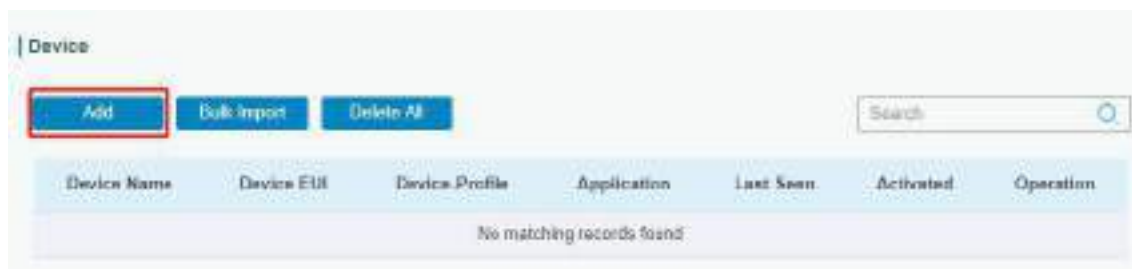 Device
Add Bulk Import Delete All Search
Device Name Device EUI Device Profile Application Last Seen Activated Operation
No matching records found